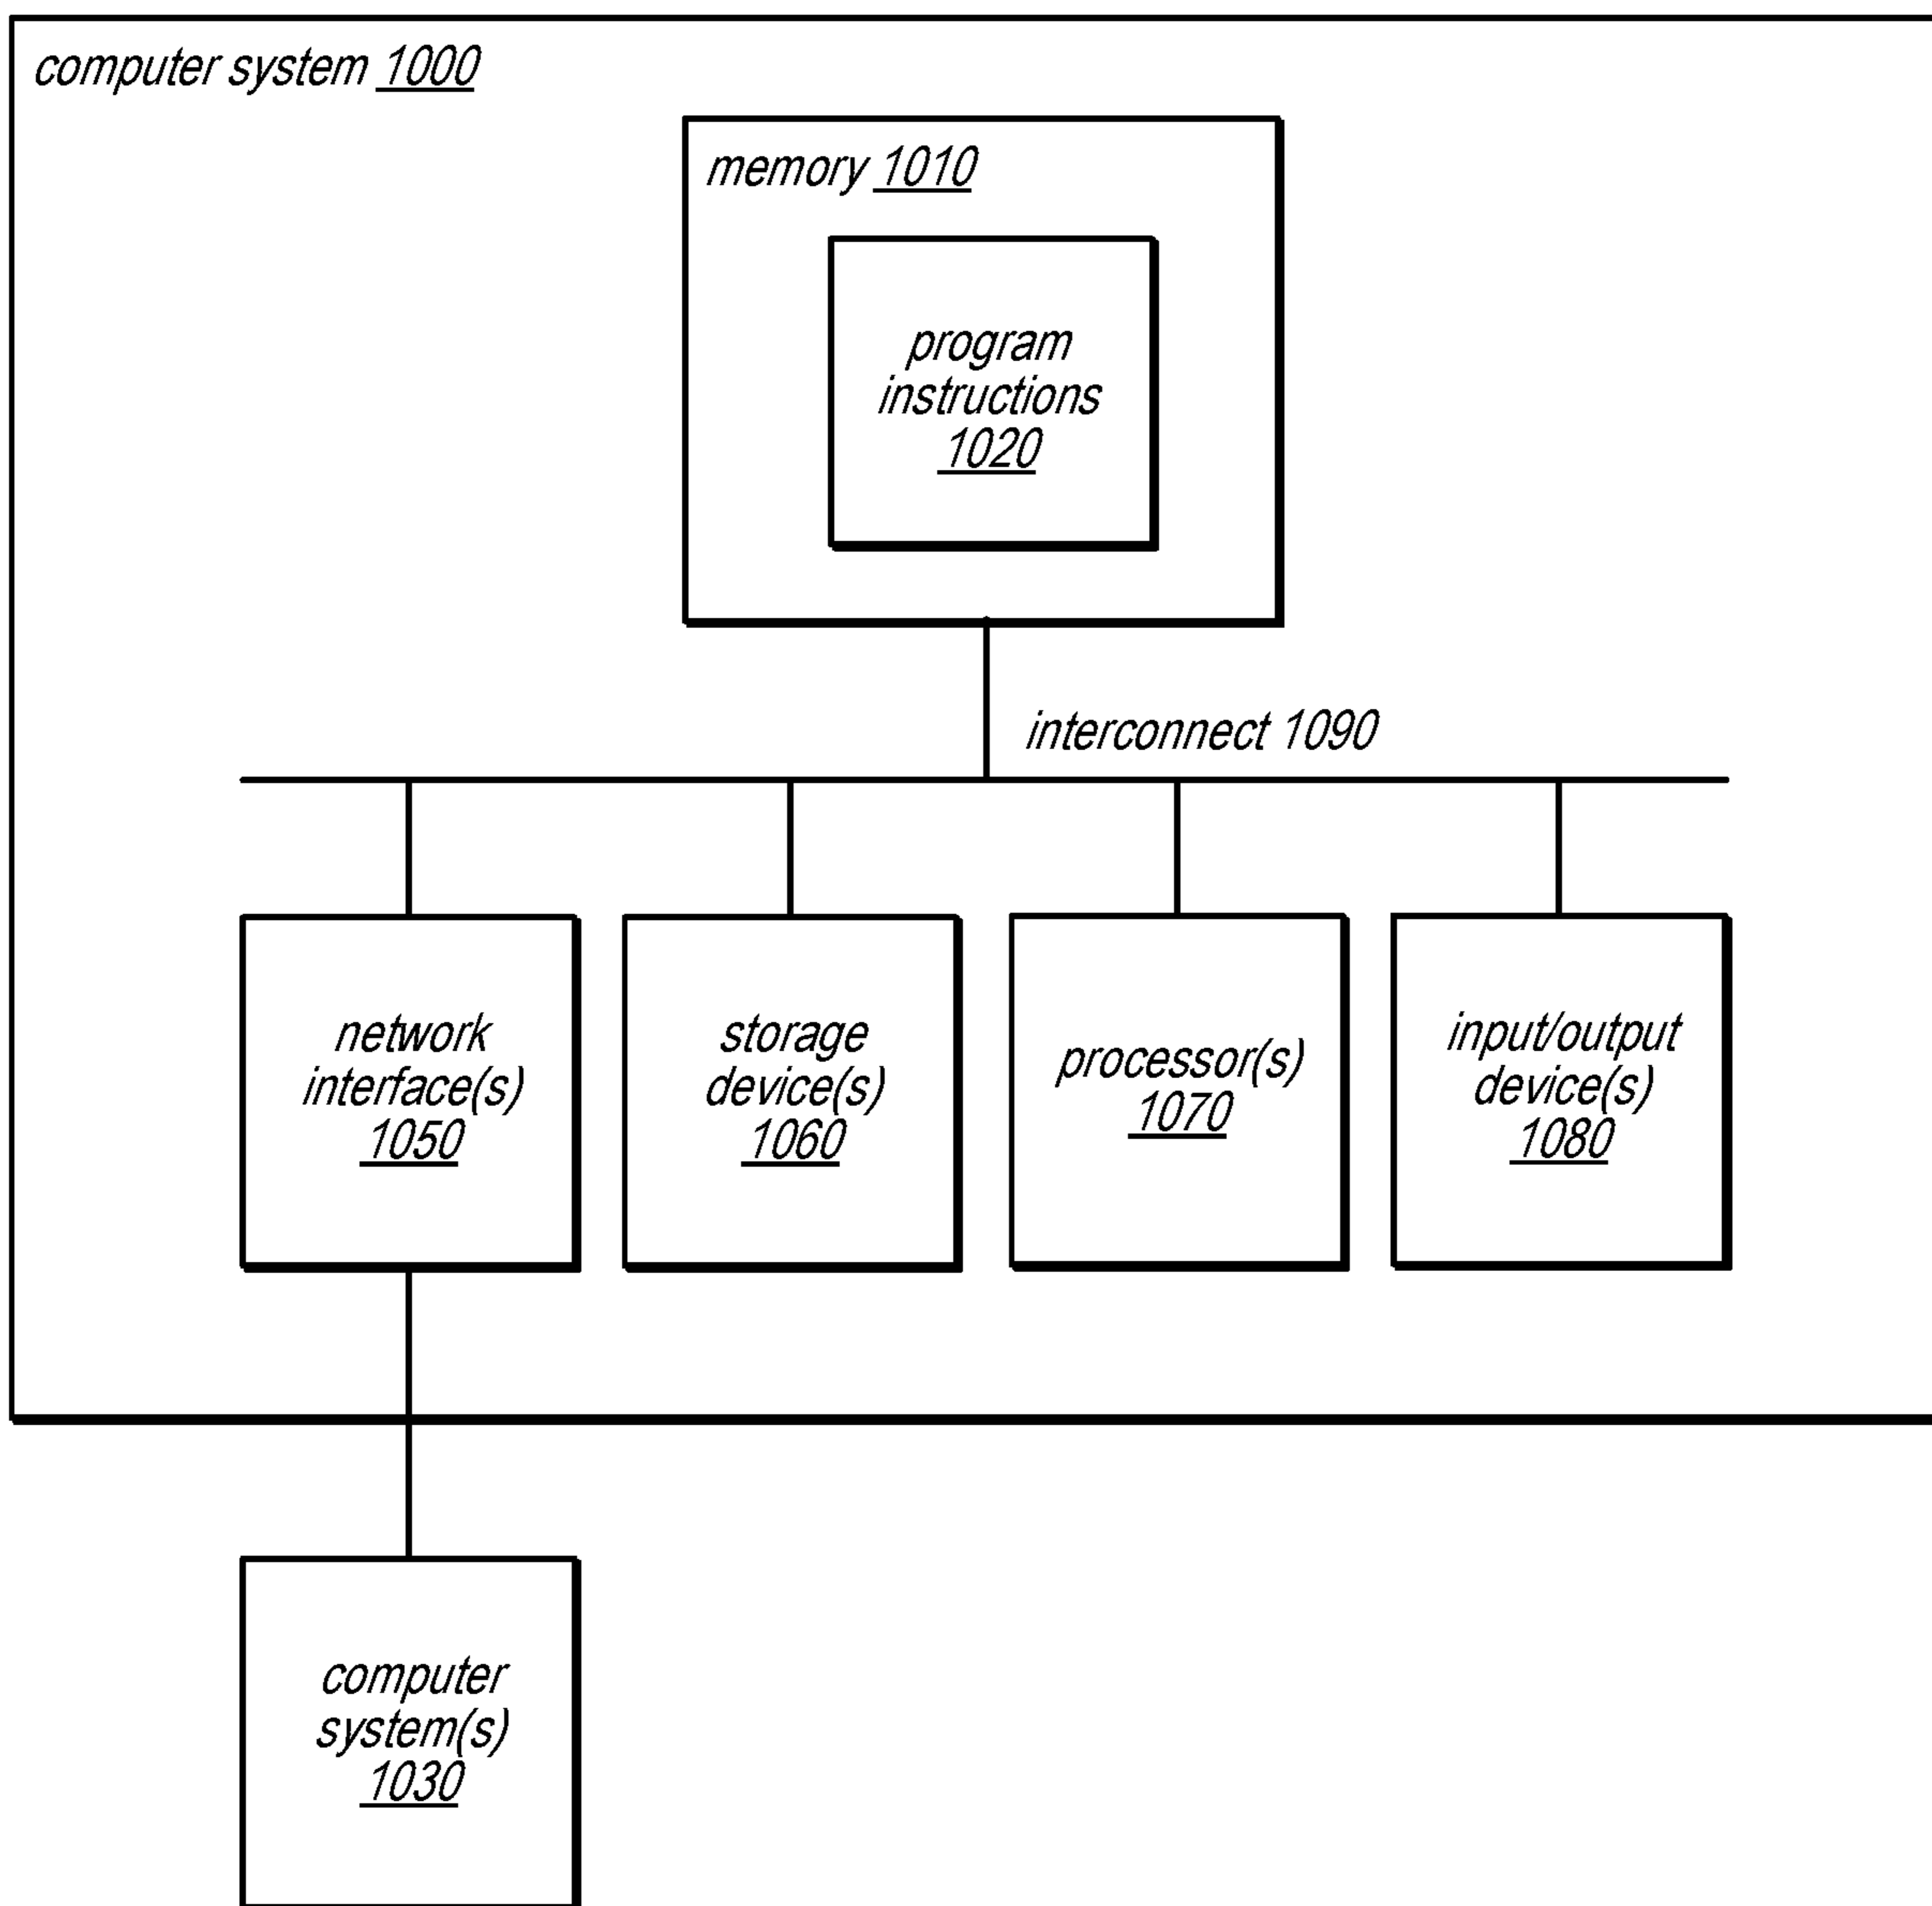 computer system 1000
memory 1010
program
instructions
1020
interconnect 1090
network
interface(s)
1050
storage
device(s)
1060
processor(s)
1070
input/output
device(s)
1080
computer
system(s)
1030